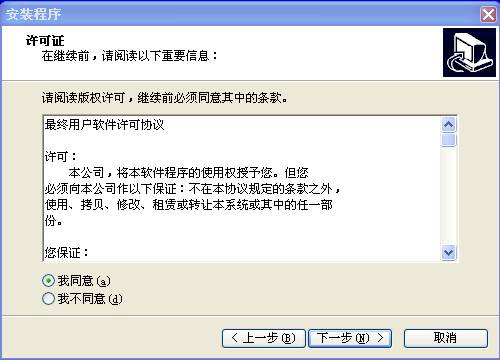 安装程序
许可证
在继续前，请阅读以下重要信息：
请阅读版权许可，继续前必须同意其中的条款。
最终用户软件许可协议
许可：
本公司，将本软件程序的使用权授予您。但您
必须向本公司作以下保证：不在本协议规定的条款之外，
使用、拷贝、修改、租赁或转让本系统或其中的任一部
份。
您保证：
我同意(a)
我不同意(d)
< 上一步(B) 下一步(N) > 取消